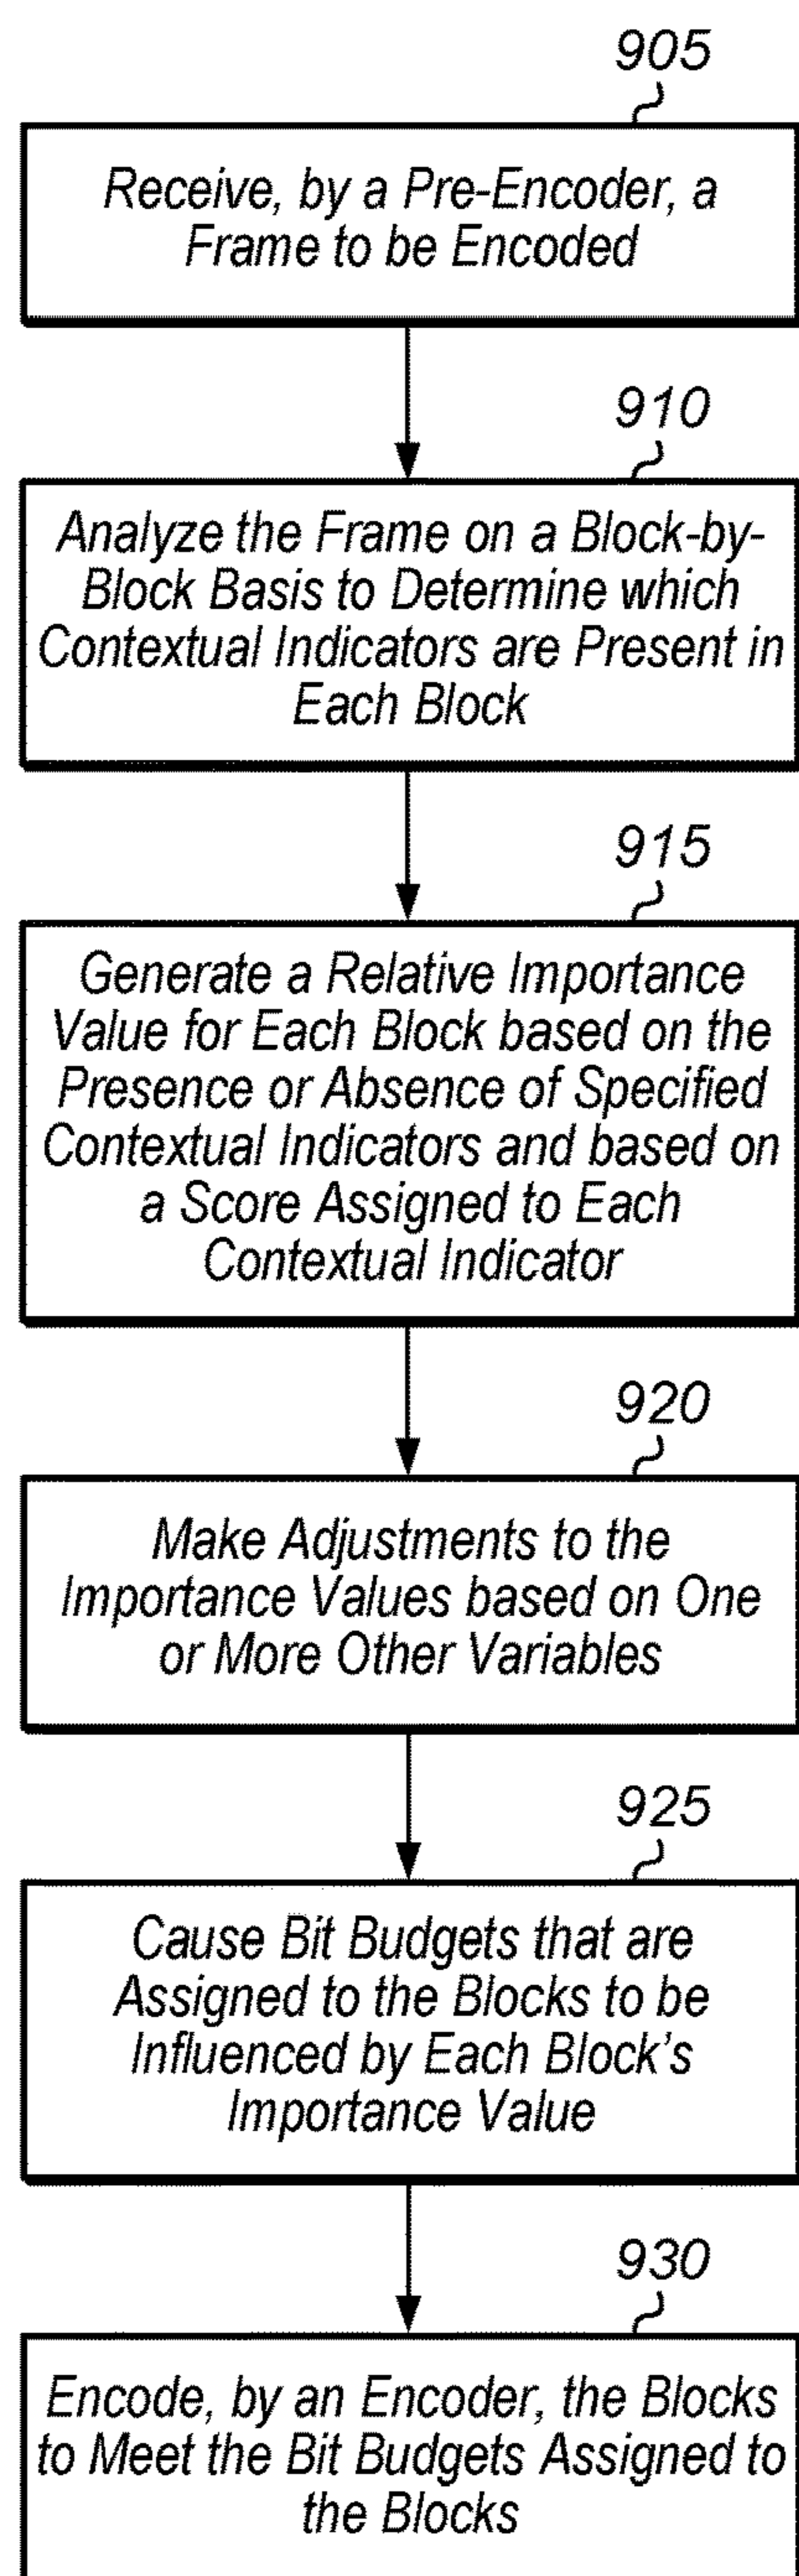 905
Receive, by a Pre-Encoder, a
Frame to be Encoded
910
Analyze the Frame on a Block-by-
Block Basis to Determine which
Contextual Indicators are Present in
Each Block
915
Generate a Relative Importance
Value for Each Block based on the
Presence or Absence of Specified
Contextual Indicators and based on
a Score Assigned to Each
Contextual Indicator
920
Make Adjustments to the
Importance Values based on One
or More Other Variables
925
Cause Bit Budgets that are
Assigned to the Blocks to be
Influenced by Each Block's
Importance Value
930
Encode, by an Encoder, the Blocks
to Meet the Bit Budgets Assigned to
the Blocks